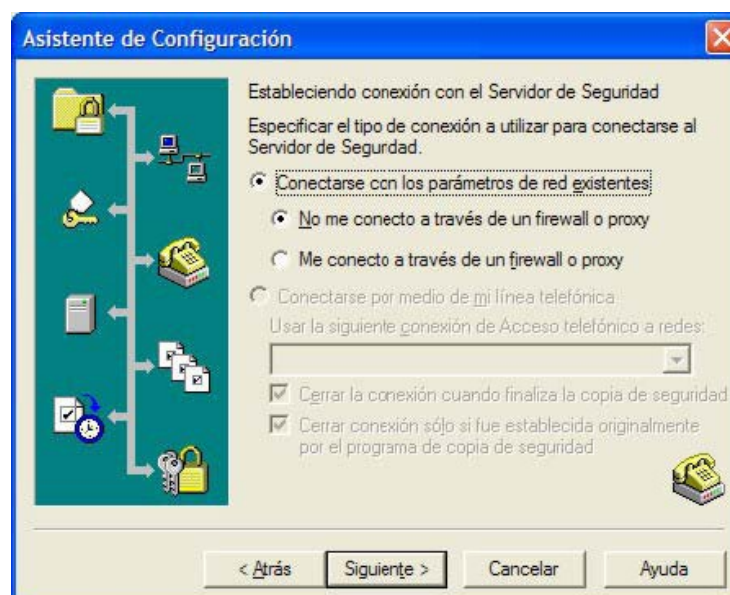 Asistente de Configuración
Estableciendo conexión con el Servidor de Seguridad
Especificar el tipo de conexión a utilizar para conectarse al
Servidor de Segurdad.
Conectarse con los parámetros de red existentes
No me conecto a través de un firewall o proxy
Me conecto a través de un firewall o proxy
Conectarse por medio de mi línea telefónica
Usar la siguiente conexión de Acceso telefónico a redes:
Cerrar la conexión cuando finaliza la copia de seguridad
Cerrar conexión sólo si fue establecida originalmente
por el programa de copia de seguridad
< Atrás Siguiente > Cancelar Ayuda